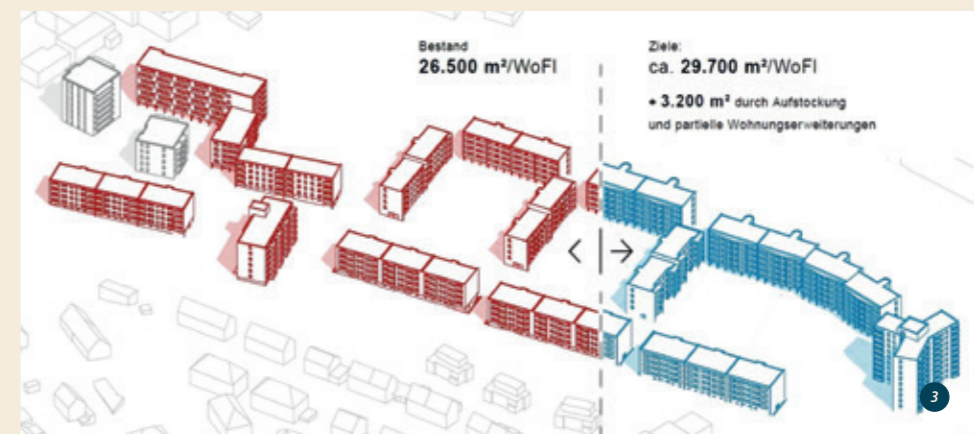 Bestand
26.500 m²/WoFl
Ziele:
ca. 29.700 m²/WoFl
+ 3.200 m² durch Aufstockung
und partielle Wohnungserweiterungen
3